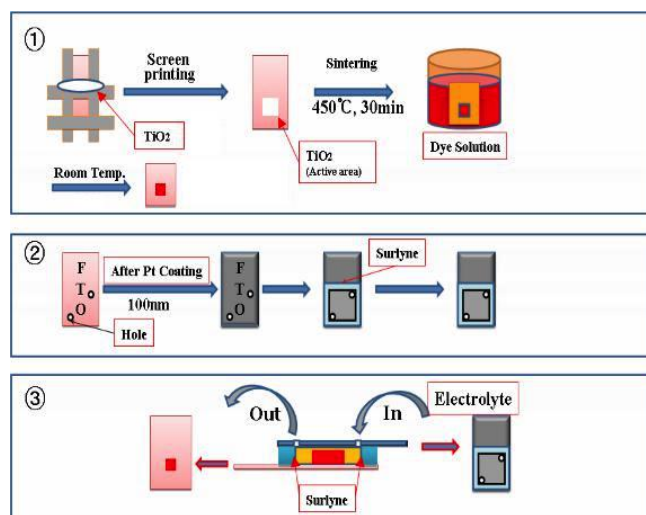 ①
Screen
printing
Sintering
450℃, 30min
TiO₂
TiO₂
(Active area)
Dye Solution
Room Temp.
②
F
T
O
After Pt Coating
100nm
Hole
F
T
O
Surlyne
③
Out
In
Electrolyte
Surlyne